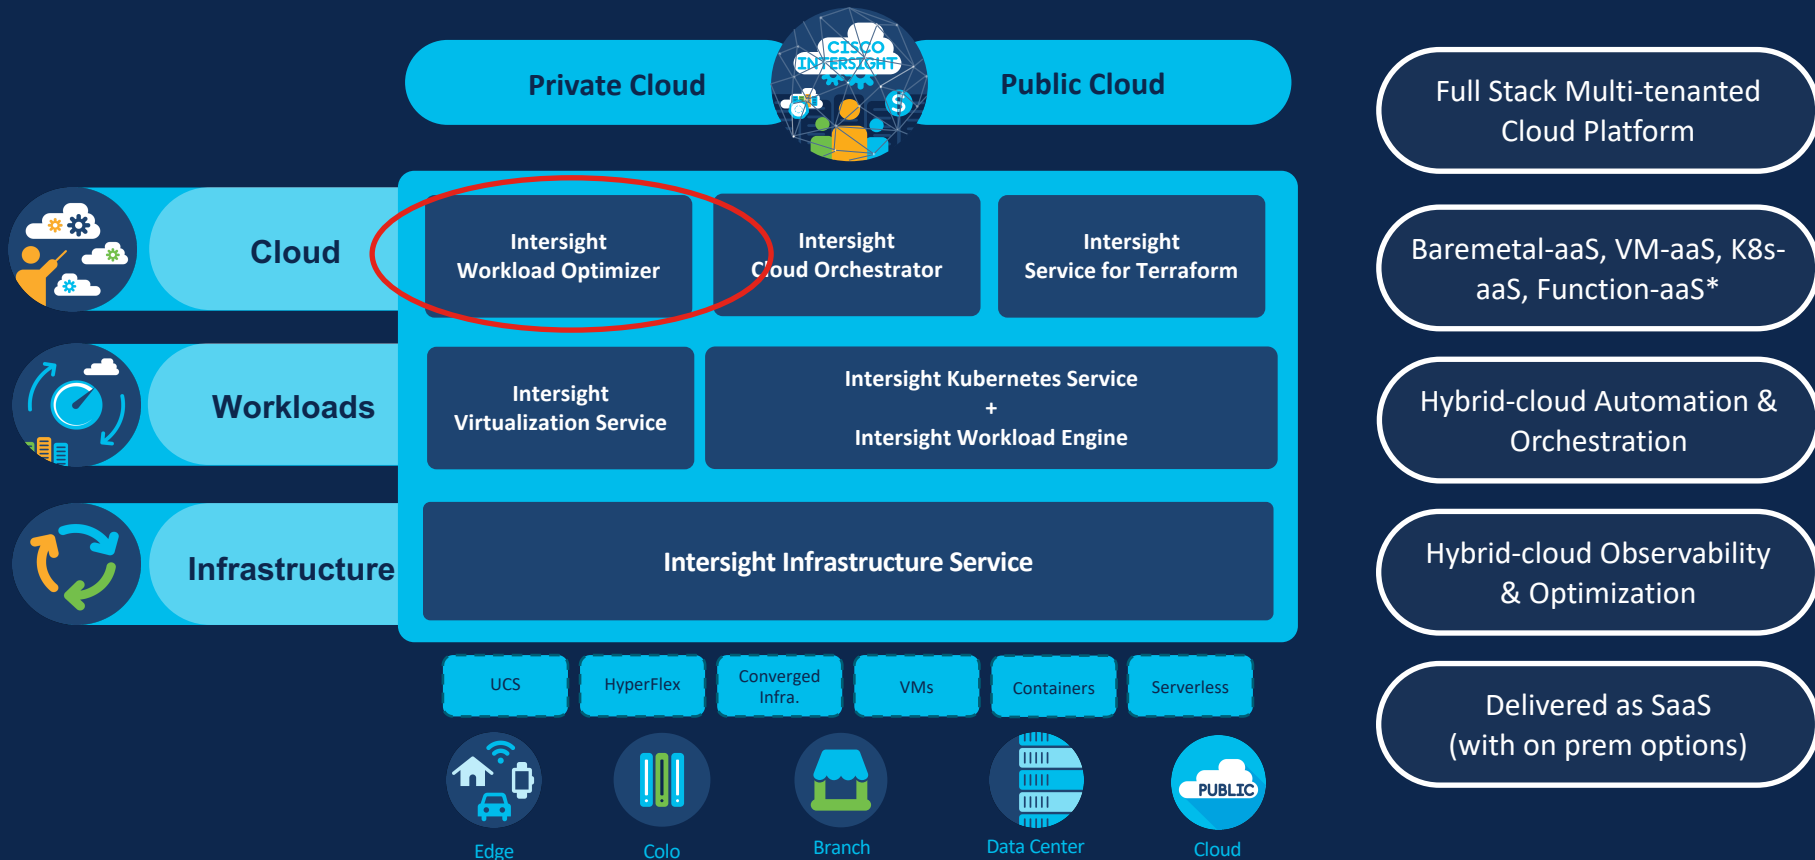 Private Cloud
CISCO
INTERSIGHT
$
Public Cloud
Full Stack Multi-tenanted
Cloud Platform
Cloud
Intersight
Workload Optimizer
Intersight
Cloud Orchestrator
Intersight
Service for Terraform
Baremetal-aaS, VM-aaS, K8s-
aaS, Function-aaS*
Workloads
Intersight
Virtualization Service
Intersight Kubernetes Service
+
Intersight Workload Engine
Hybrid-cloud Automation &
Orchestration
Infrastructure
Intersight Infrastructure Service
Hybrid-cloud Observability
& Optimization
UCS
HyperFlex
Converged
Infra.
VMs
Containers
Serverless
Delivered as SaaS
(with on prem options)
PUBLIC
Edge
Colo
Branch
Data Center
Cloud